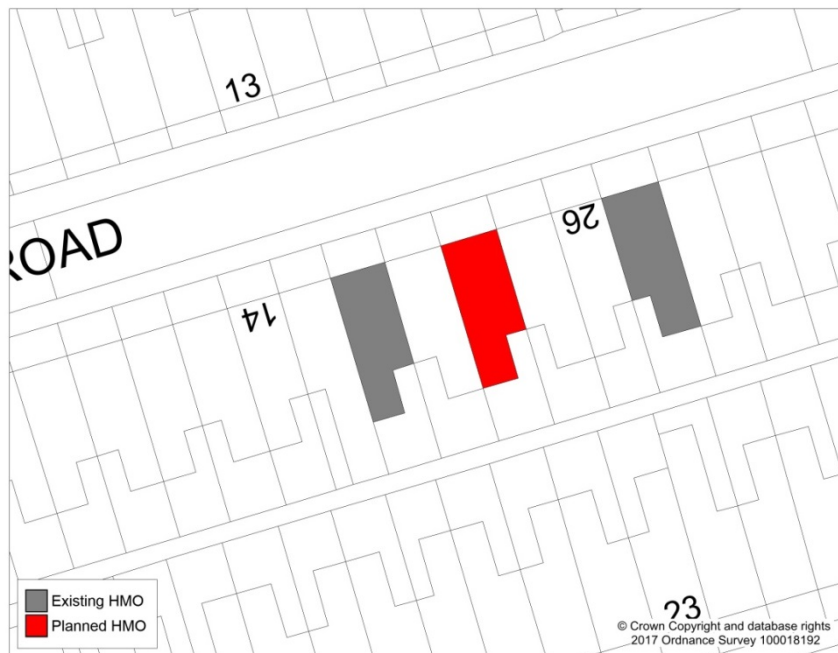 13
ROAD
26
14
23
Existing HMO
Planned HMO
© Crown Copyright and database rights
2017 Ordnance Survey 100018192